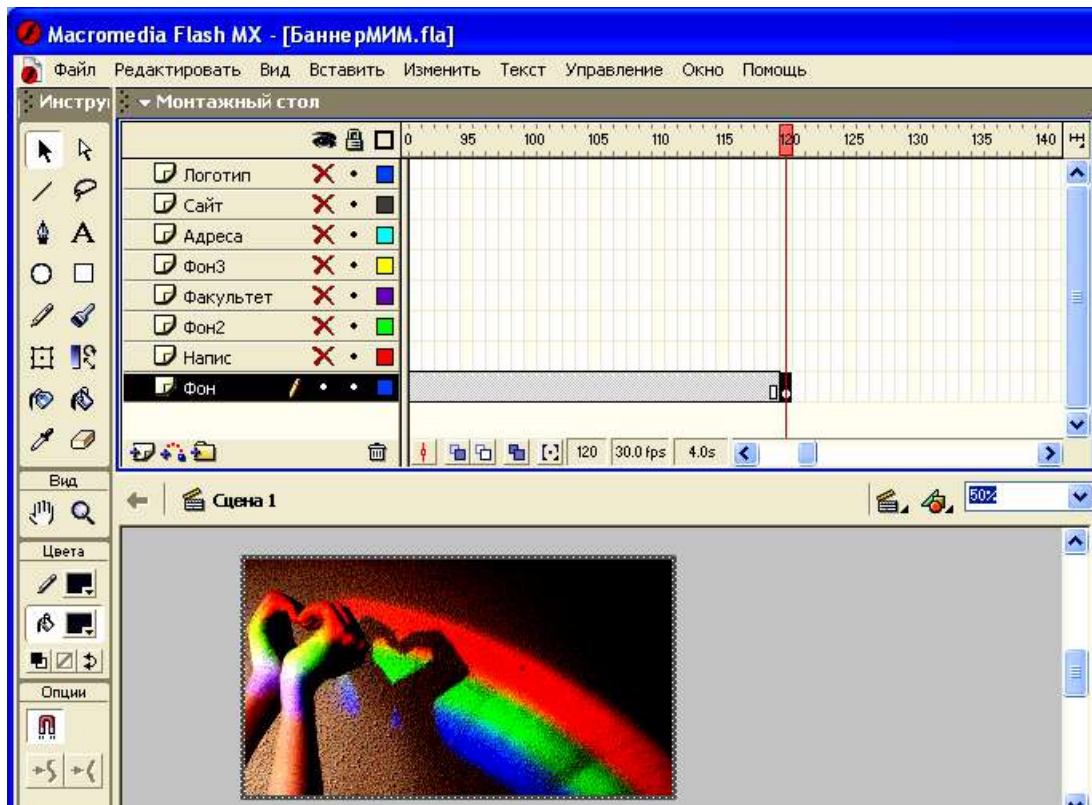 Macromedia Flash MX - [БаннерМИМ.fla]
Файл Редактировать Вид Вставить Изменить Текст Управление Окно Помощь
Инстру
Монтажный стол
0 95 100 105 110 115 120 125 130 135 140
Логотип
Сайт
Адреса
Фон3
Факультет
Фон2
Напис
Фон
120 30.0 fps 4.0s
Вид
Сцена 1
50%
Цвета
Опции